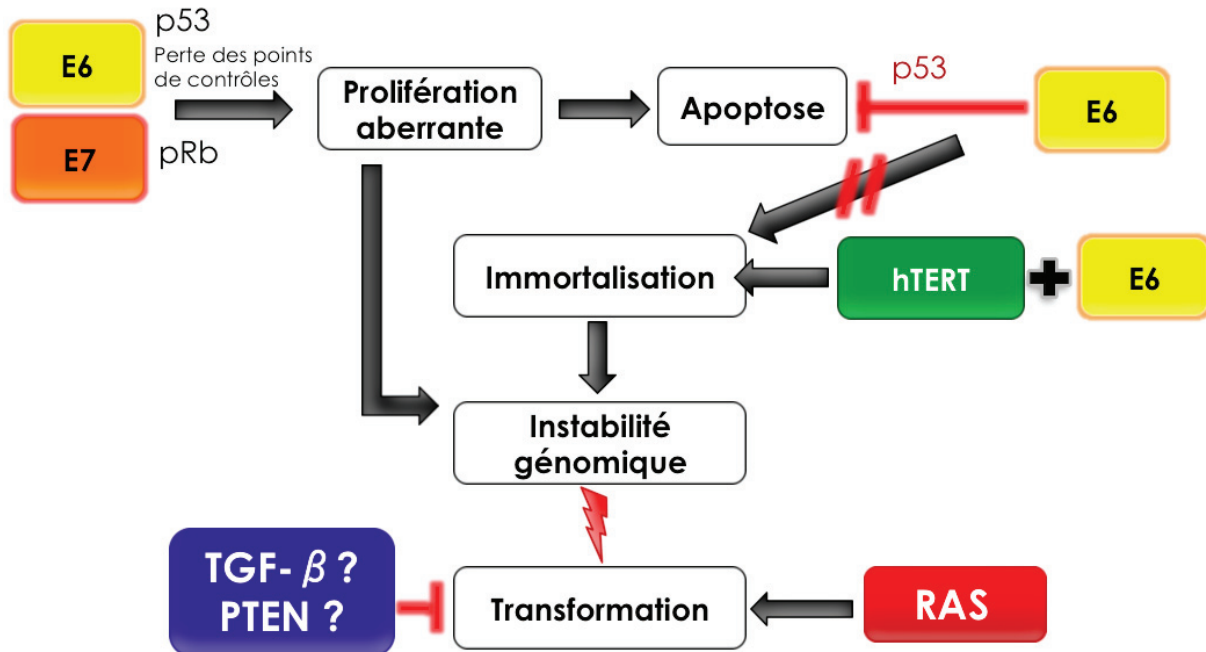 E6
p53
Perte des points
de contrôles
E7
pRb
Prolifération
aberrante
Apoptose
p53
E6
Immortalisation
hTERT
+
E6
Instabilité
génomique
TGF- β ?
PTEN ?
Transformation
RAS